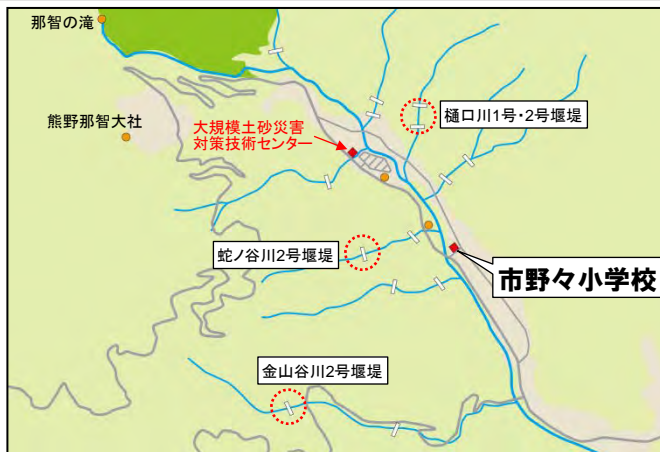 那智の滝
熊野那智大社
大規模土砂災害
対策技術センター
樋口川1号・2号堰堤
蛇ノ谷川2号堰堤
市野々小学校
金山谷川2号堰堤